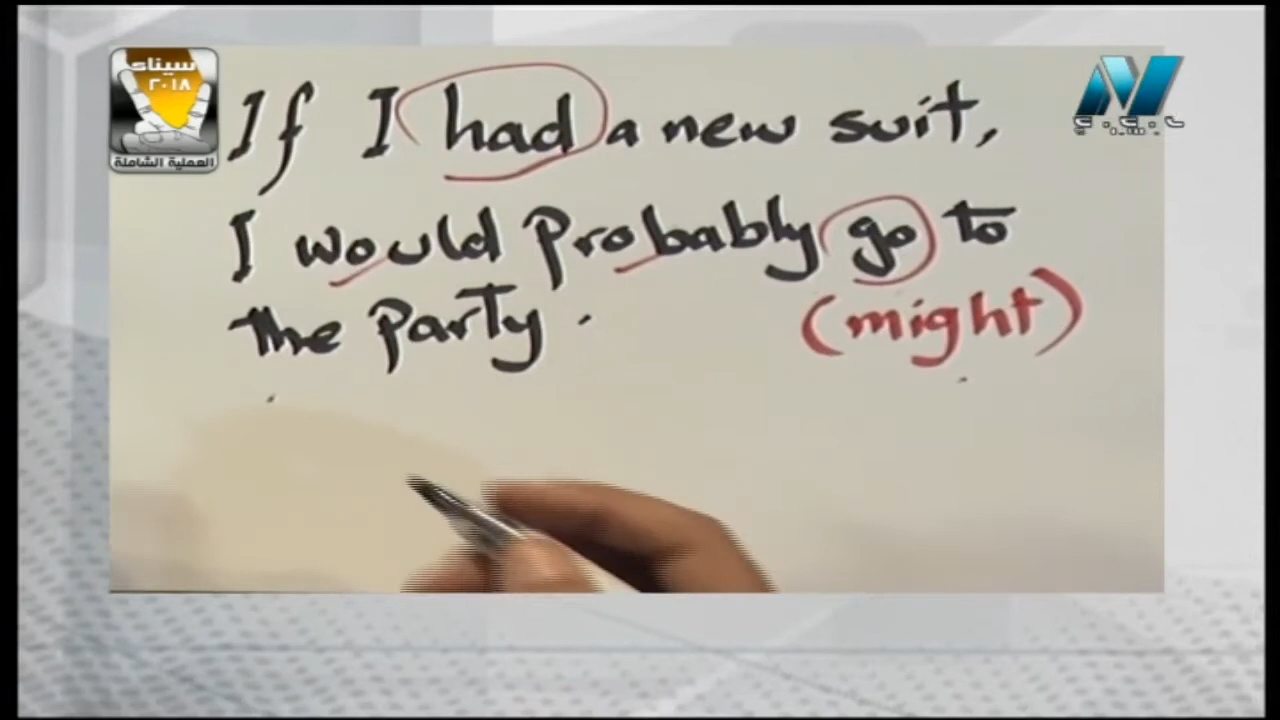 سيناء
٢٠١٨
العملية الشاملة
If I had a new suit,
I would probably go to
the party. (might)